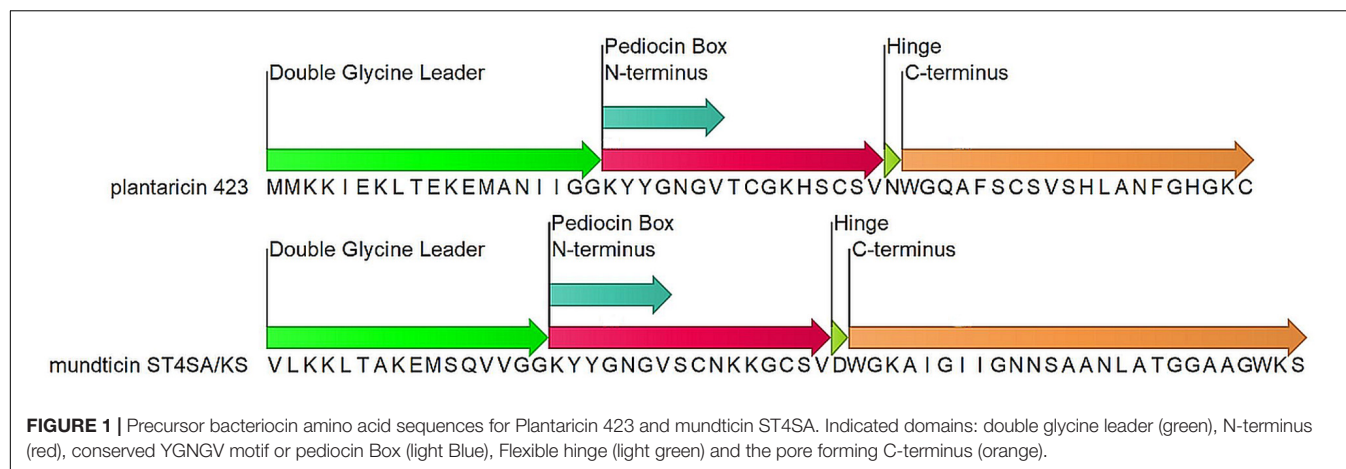 Pediocin Box Hinge
Double Glycine Leader N-terminus C-terminus
plantaricin 423 MMKKIEKLTEKEMANIIGGKYYGNGVTCGKHSCSVNWGQAFSCSVSHLANFGHGKC
Pediocin Box Hinge
Double Glycine Leader N-terminus C-terminus
mundticin ST4SA/KS VLKKLTAKEMSQVVGGKYYGNGVSCNKKGCSVDWGKAIGIIGNNSAANLATGGAAGWKS
FIGURE 1 | Precursor bacteriocin amino acid sequences for Plantaricin 423 and mundticin ST4SA. Indicated domains: double glycine leader (green), N-terminus
(red), conserved YGNGV motif or pediocin Box (light Blue), Flexible hinge (light green) and the pore forming C-terminus (orange).